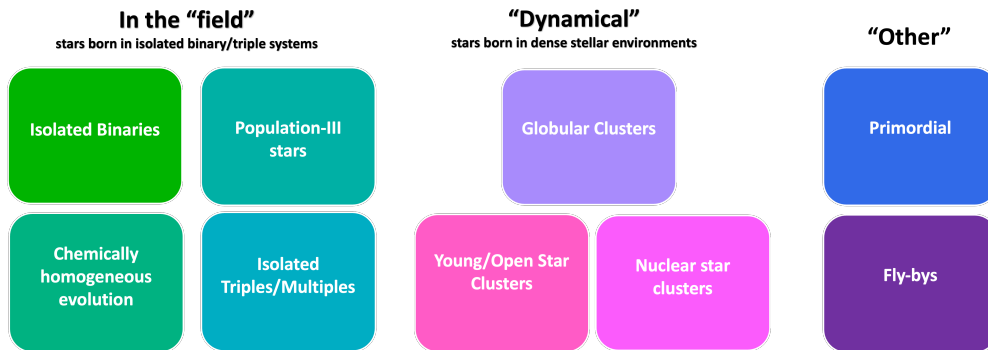 In the “field”
stars born in isolated binary/triple systems
Isolated Binaries
Population-III
stars
Chemically
homogeneous
evolution
Isolated
Triples/Multiples
“Dynamical”
stars born in dense stellar environments
Globular Clusters
Young/Open Star
Clusters
Nuclear star
clusters
“Other”
Primordial
Fly-bys